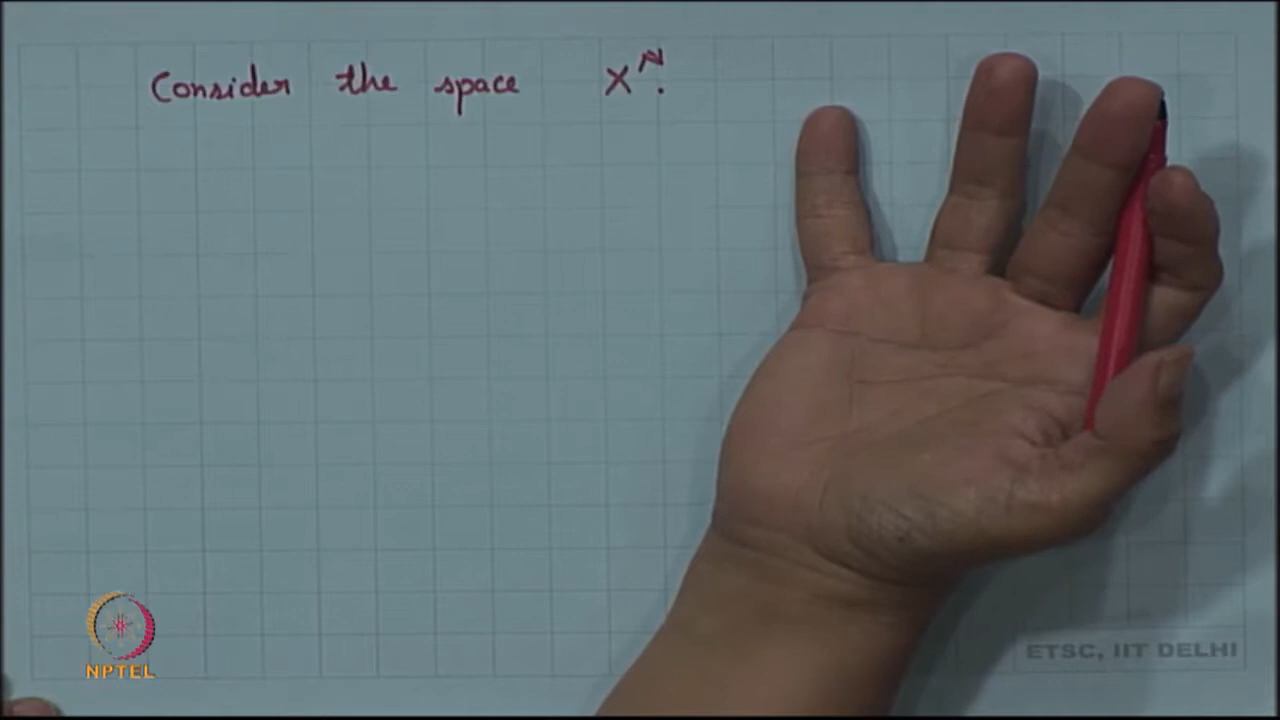 Consider the space X^N.
NPTEL
ETSC, IIT DELHI